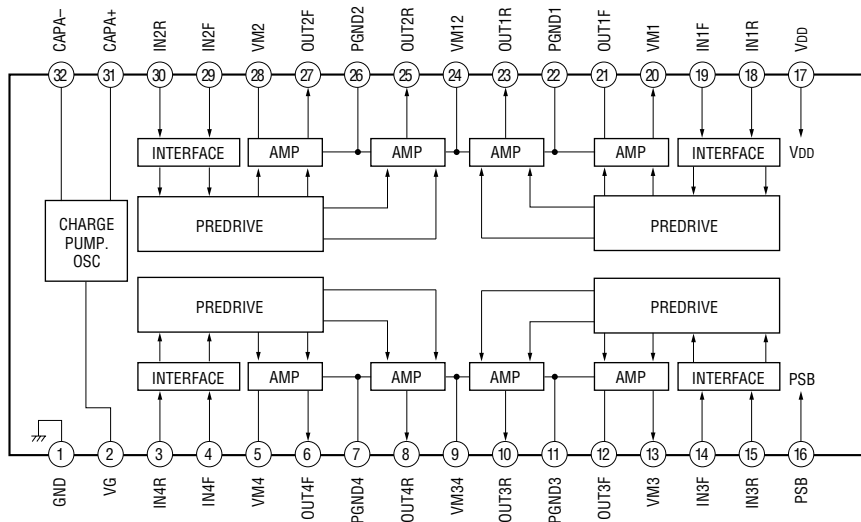 CAPA−
CAPA+
IN2R
IN2F
VM2
OUT2F
PGND2
OUT2R
VM12
OUT1R
PGND1
OUT1F
VM1
IN1F
IN1R
VDD
32 31 30 29 28 27 26 25 24 23 22 21 20 19 18 17
INTERFACE AMP AMP AMP AMP INTERFACE VDD
PREDRIVE PREDRIVE
CHARGE
PUMP.
OSC
PREDRIVE PREDRIVE
INTERFACE AMP AMP AMP AMP INTERFACE PSB
1 2 3 4 5 6 7 8 9 10 11 12 13 14 15 16
GND
VG
IN4R
IN4F
VM4
OUT4F
PGND4
OUT4R
VM34
OUT3R
PGND3
OUT3F
VM3
IN3F
IN3R
PSB